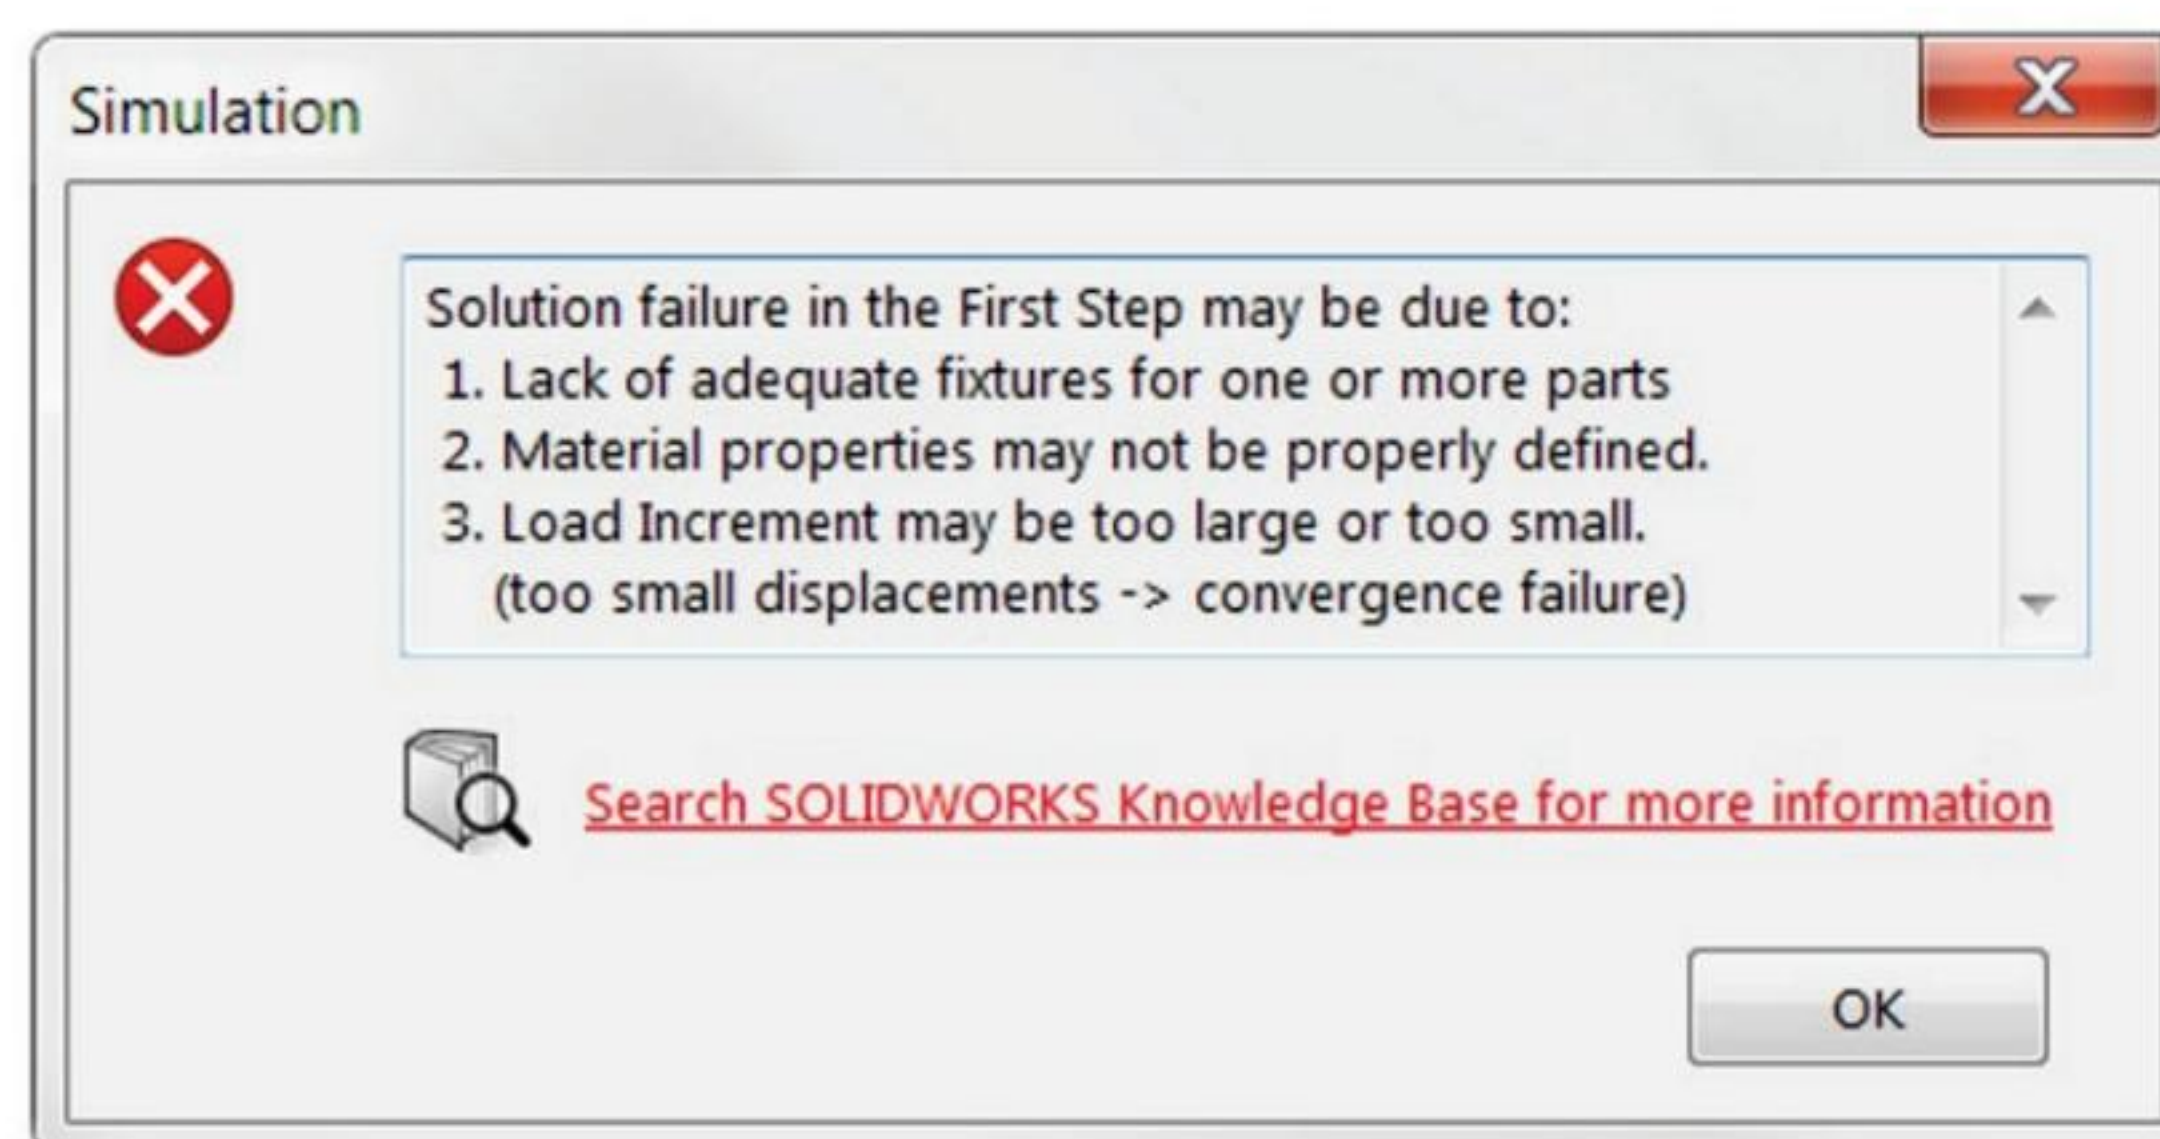 Simulation
Solution failure in the First Step may be due to:
1. Lack of adequate fixtures for one or more parts
2. Material properties may not be properly defined.
3. Load Increment may be too large or too small.
(too small displacements -> convergence failure)
Search SOLIDWORKS Knowledge Base for more information
OK